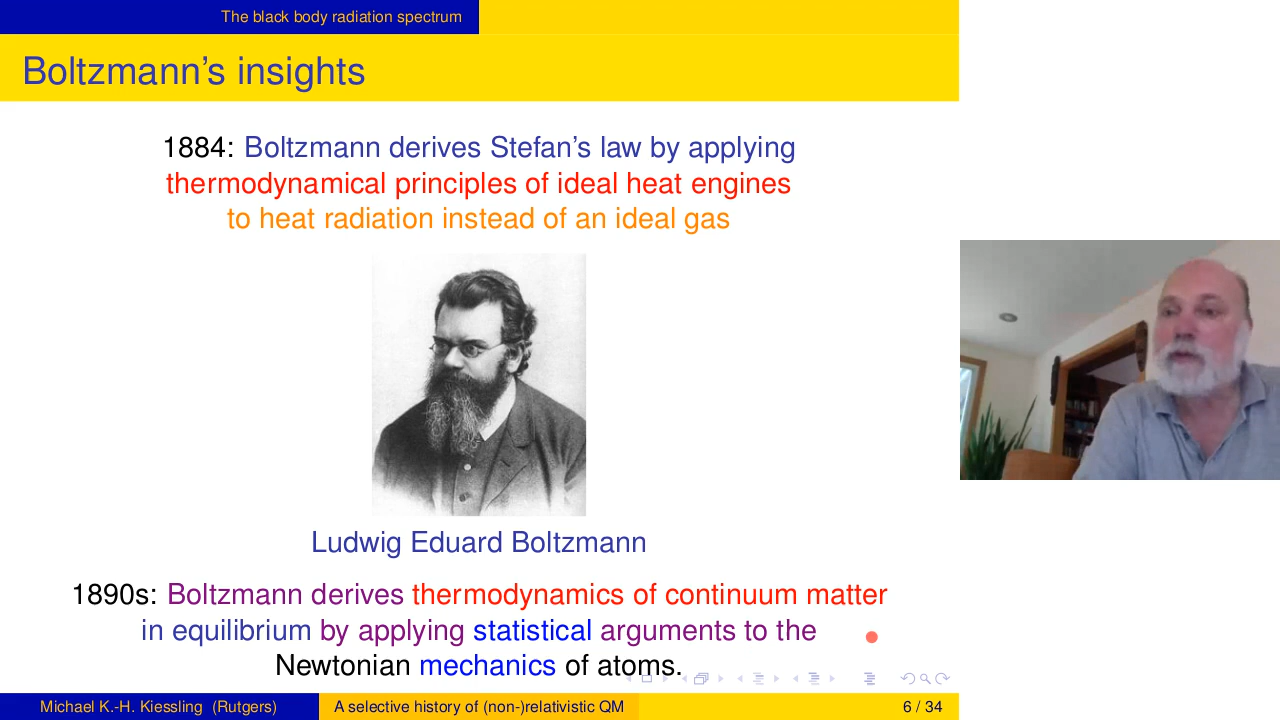 The black body radiation spectrum
Boltzmann's insights
1884: Boltzmann derives Stefan's law by applying
thermodynamical principles of ideal heat engines
to heat radiation instead of an ideal gas
Ludwig Eduard Boltzmann
1890s: Boltzmann derives thermodynamics of continuum matter
in equilibrium by applying statistical arguments to the
Newtonian mechanics of atoms.
Michael K.-H. Kiessling (Rutgers)
A selective history of (non-)relativistic QM
6 / 34